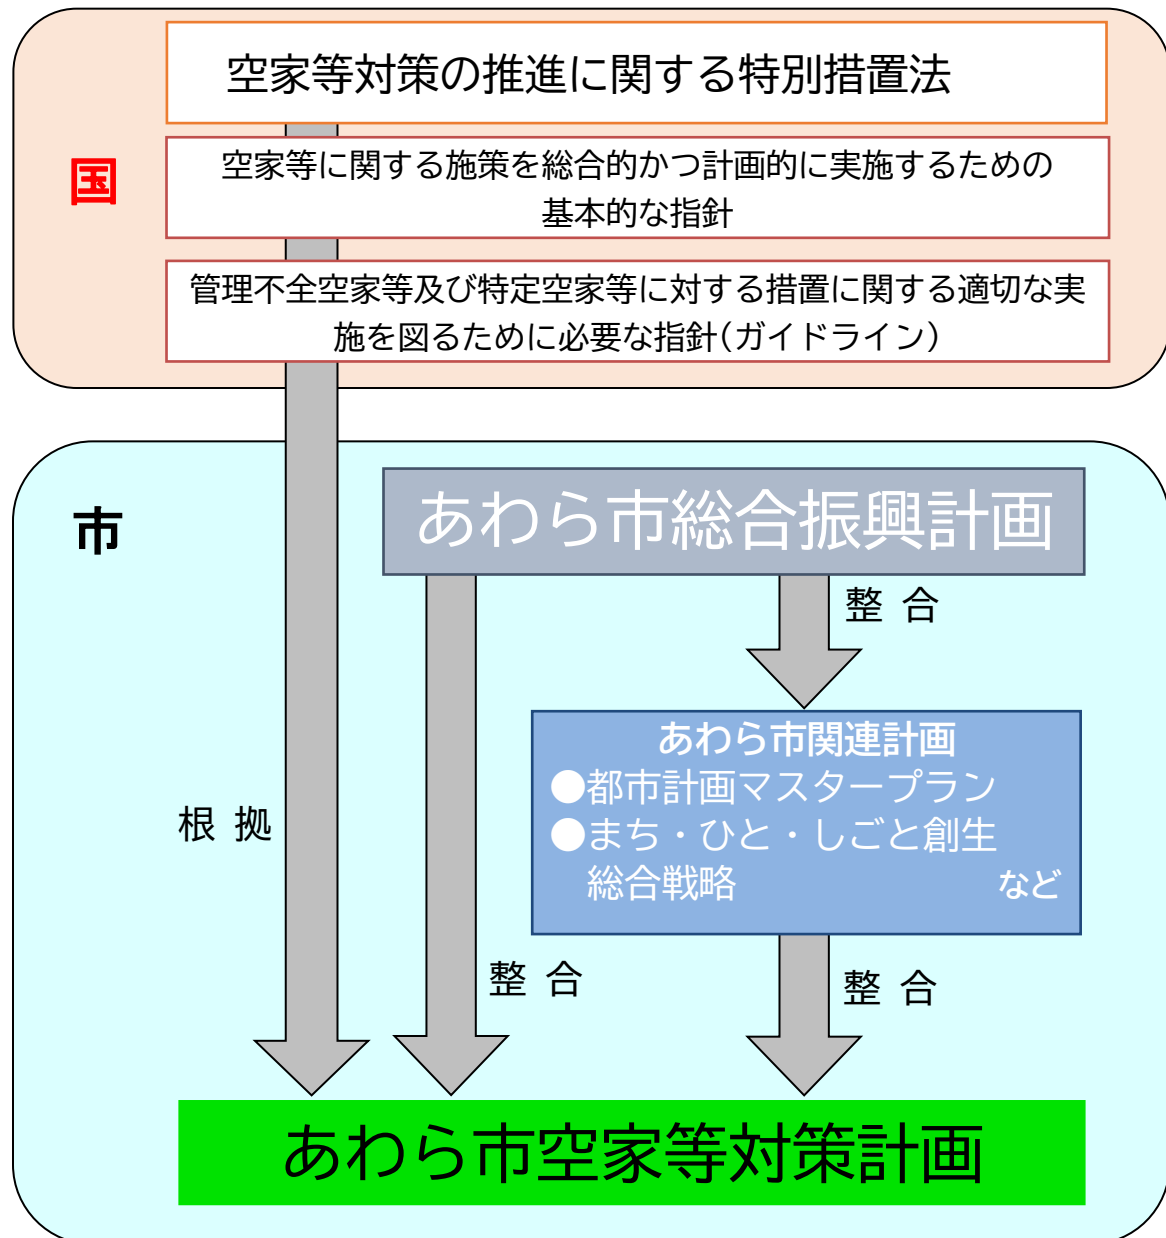 空家等対策の推進に関する特別措置法
国
空家等に関する施策を総合的かつ計画的に実施するための
基本的な指針
管理不全空家等及び特定空家等に対する措置に関する適切な実
施を図るために必要な指針(ガイドライン)
市
あわら市総合振興計画
整 合
あわら市関連計画
●都市計画マスタープラン
●まち・ひと・しごと創生
総合戦略 など
根 拠
整 合
整 合
あわら市空家等対策計画